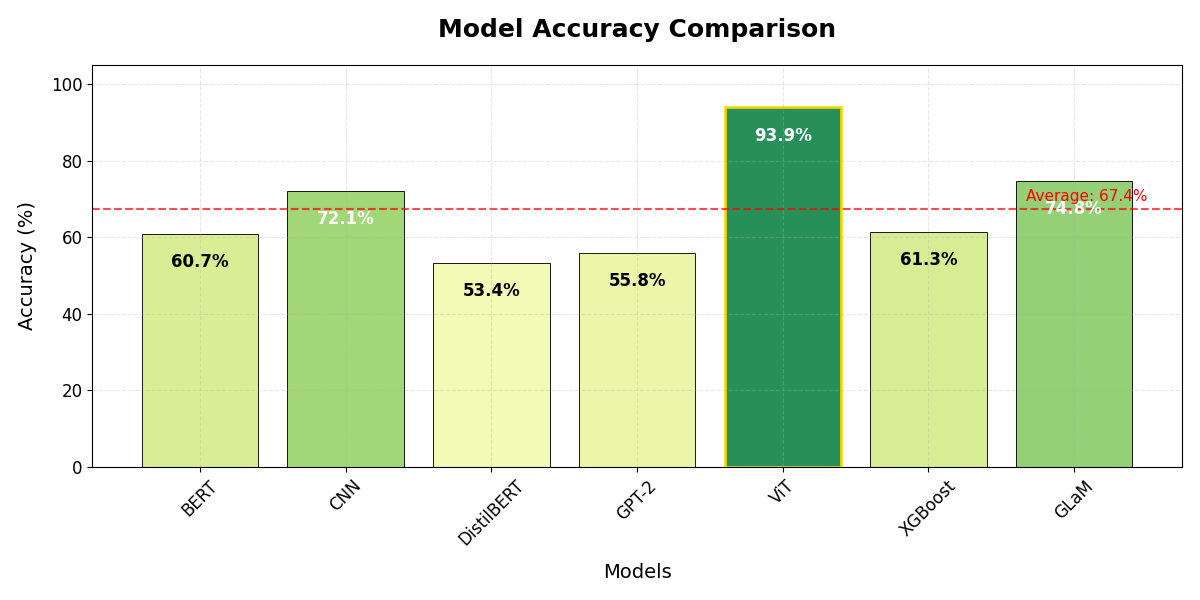 Model Accuracy Comparison
Accuracy (%)
100
80
60
40
20
0
60.7%
72.1%
53.4%
55.8%
93.9%
61.3%
74.8%
Average: 67.4%
BERT
CNN
DistilBERT
GPT-2
ViT
XGBoost
GLaM
Models